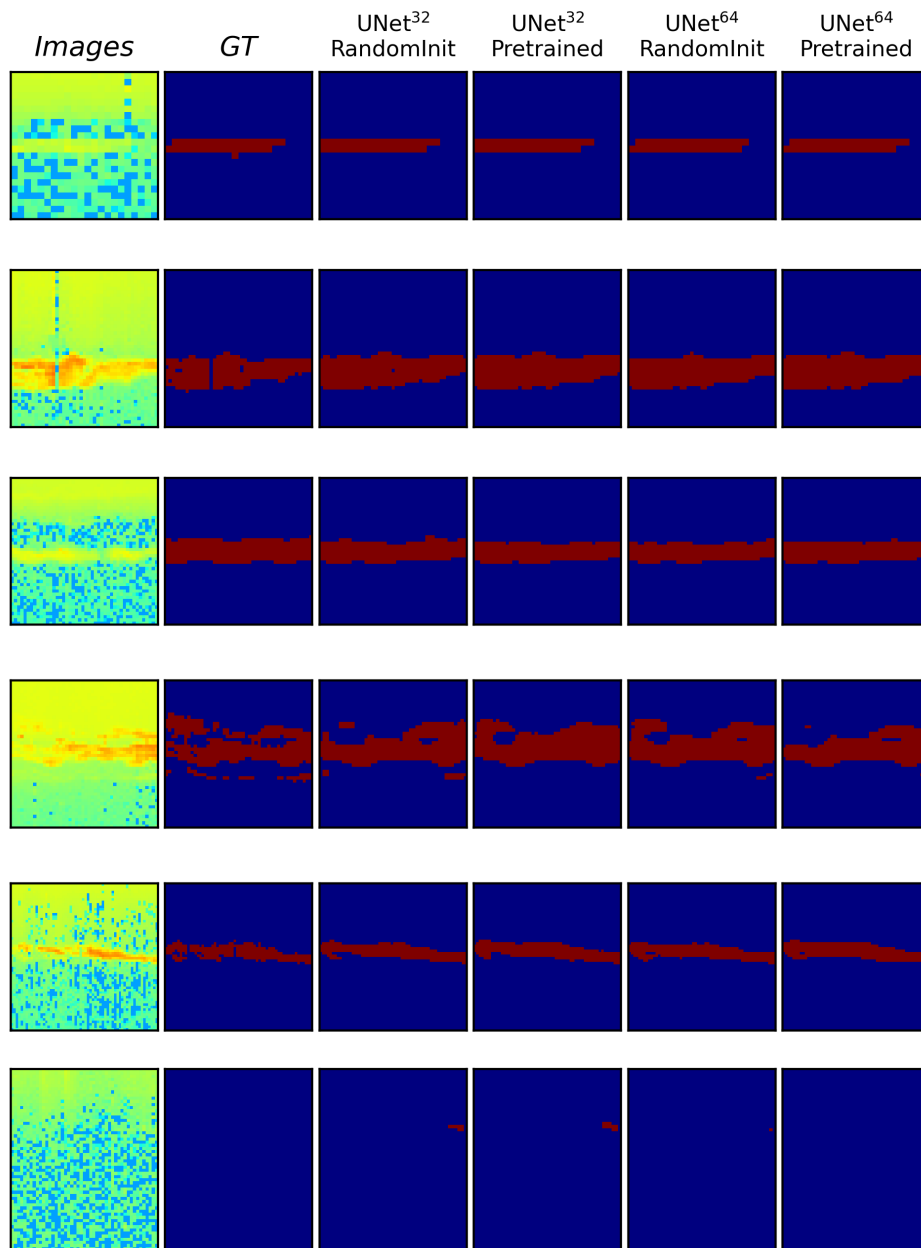 Images
GT
UNet³²
RandomInit
UNet³²
Pretrained
UNet⁶⁴
RandomInit
UNet⁶⁴
Pretrained